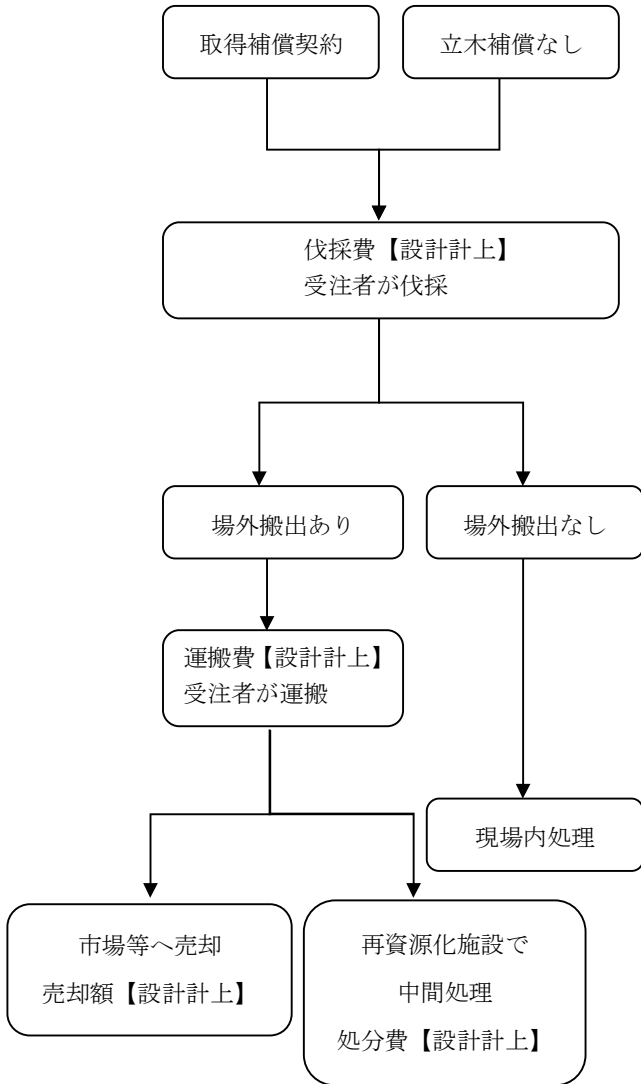 取得補償契約
立木補償なし
伐採費【設計計上】
受注者が伐採
場外搬出あり
場外搬出なし
運搬費【設計計上】
受注者が運搬
現場内処理
市場等へ売却
売却額【設計計上】
再資源化施設で
中間処理
処分費【設計計上】